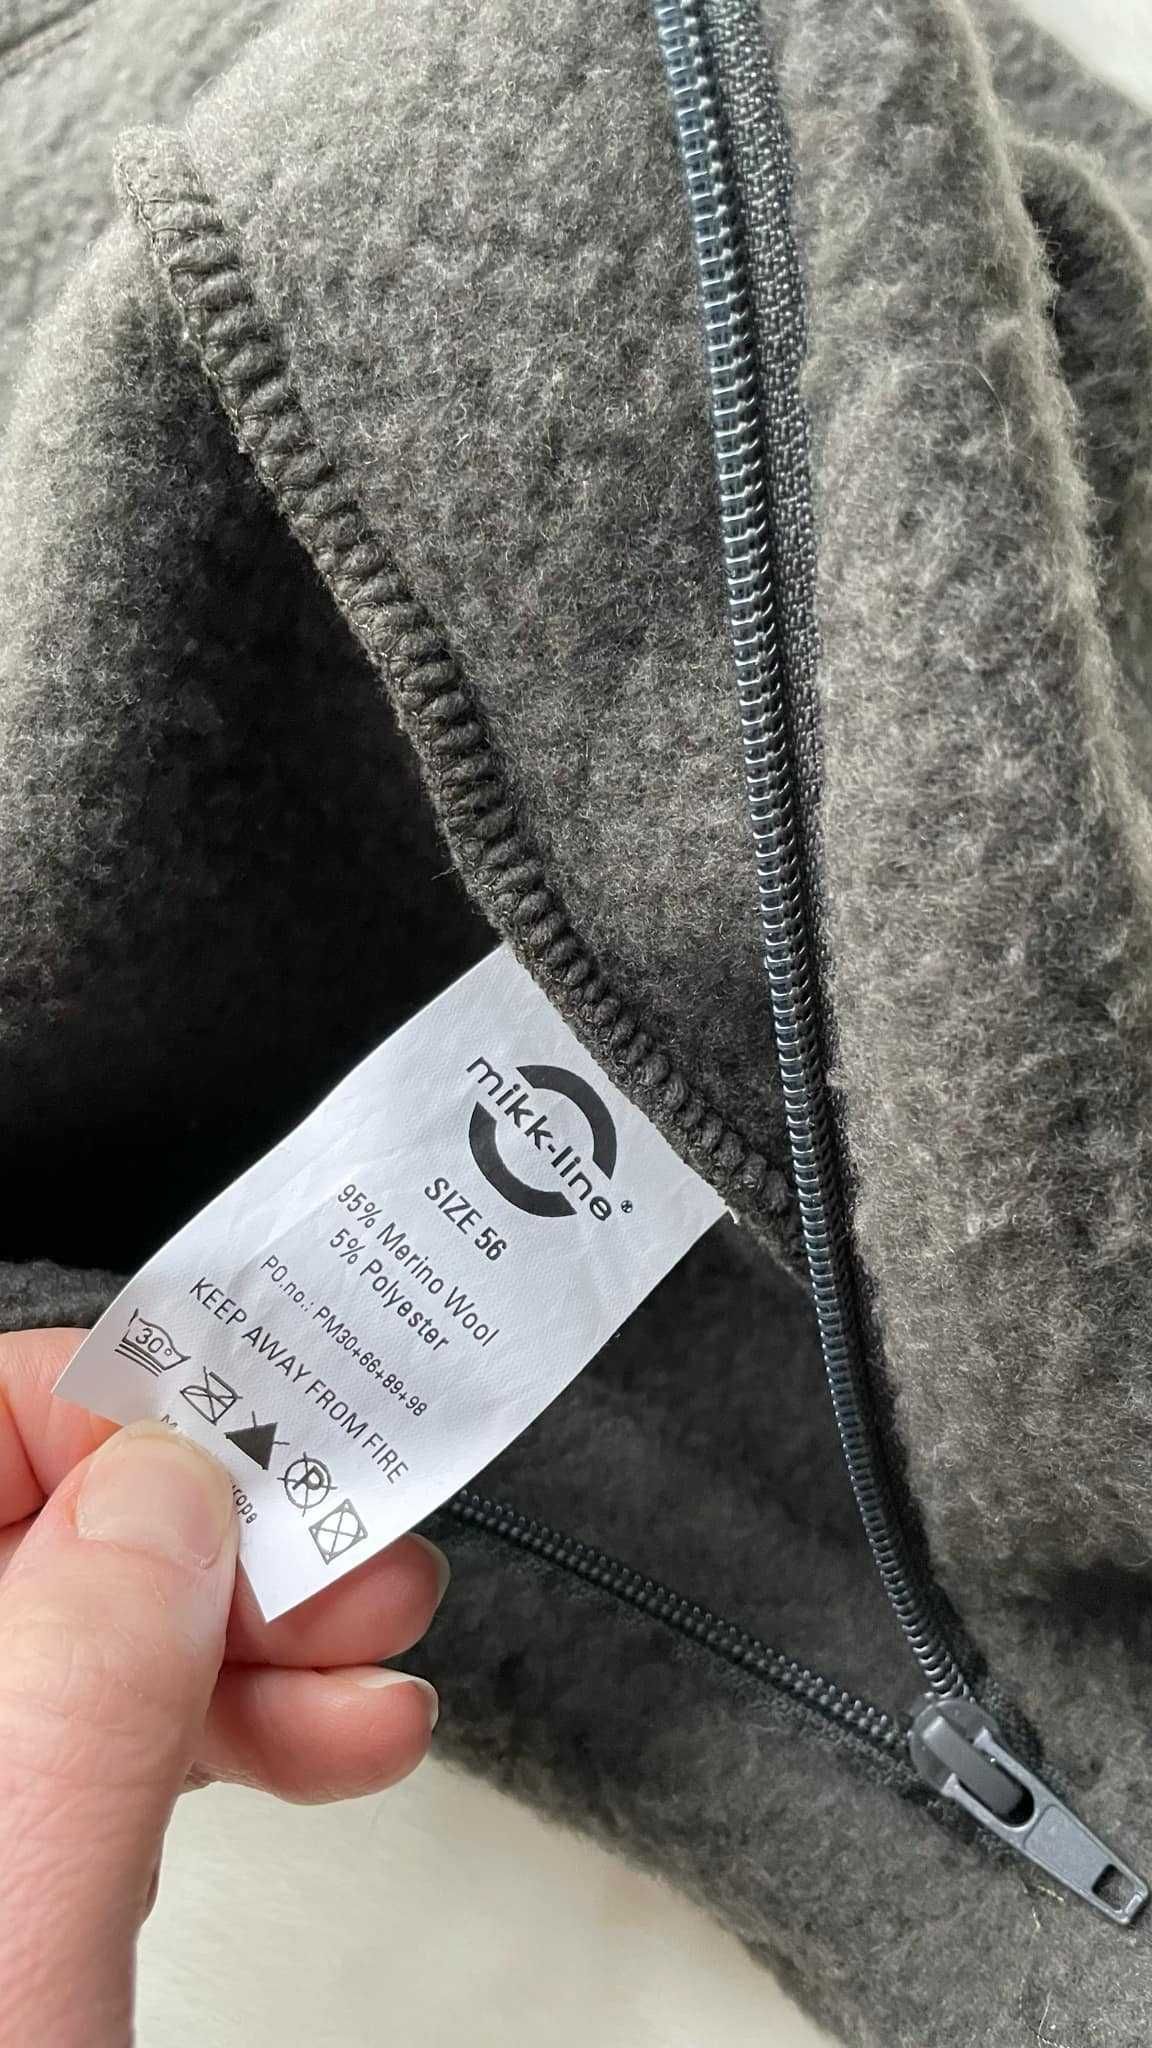 mikk-line®
SIZE 56
95% Merino Wool
5% Polyester
PO.no.: PM30+66+89+98
KEEP AWAY FROM FIRE
30°
P